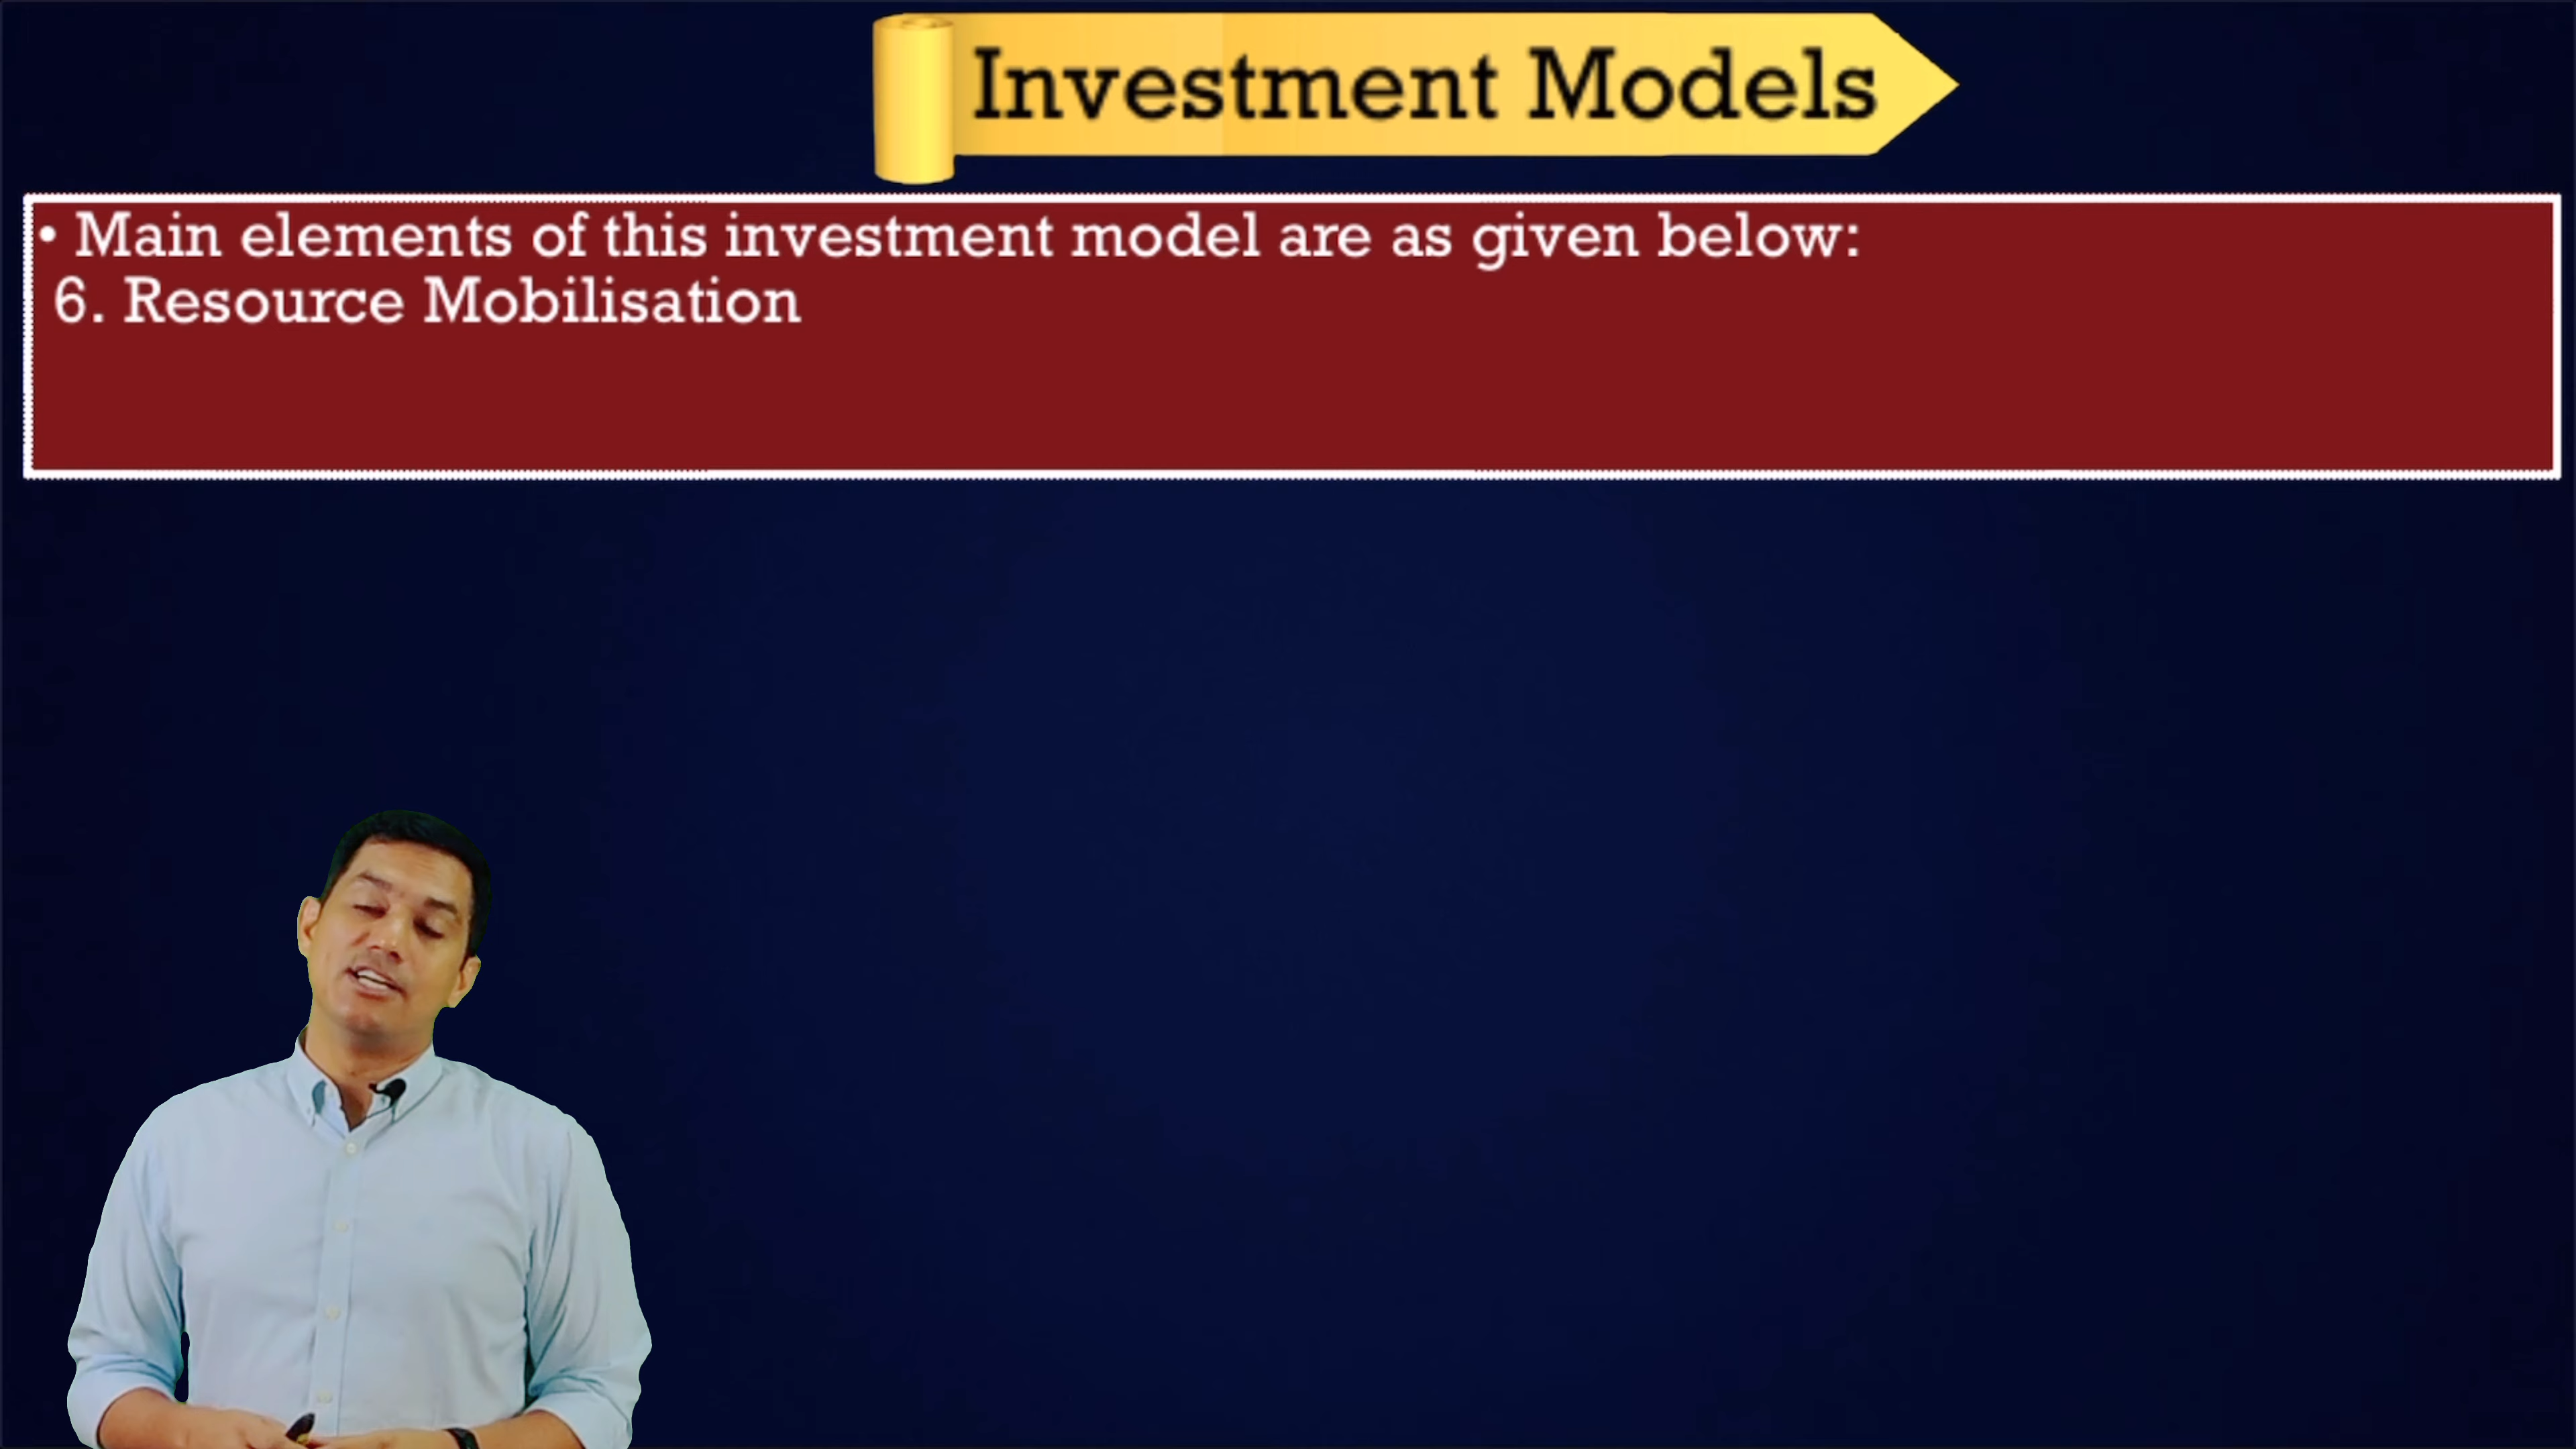 Investment Models
• Main elements of this investment model are as given below:
6. Resource Mobilisation